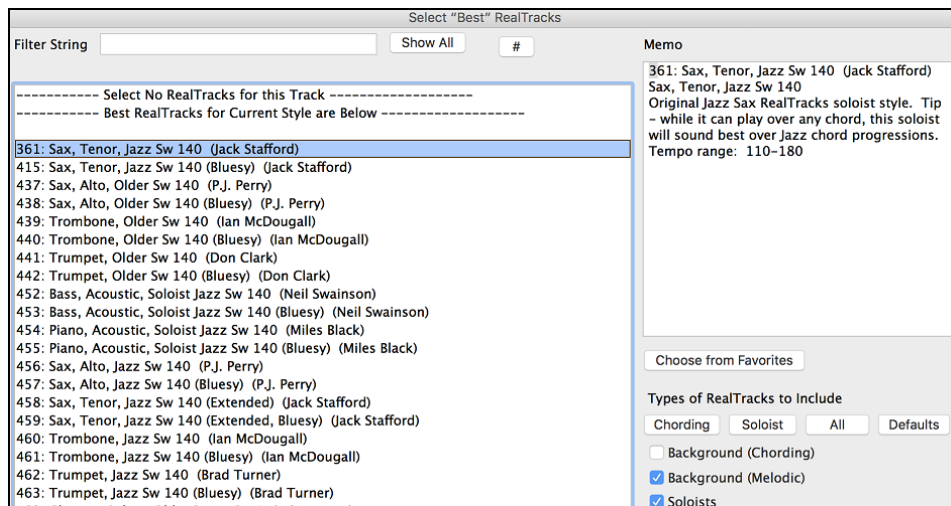 Select “Best” RealTracks
Filter String
Show All
#
----------- Select No RealTracks for this Track -------------------
----------- Best RealTracks for Current Style are Below -------------------
361: Sax, Tenor, Jazz Sw 140 (Jack Stafford)
415: Sax, Tenor, Jazz Sw 140 (Bluesy) (Jack Stafford)
437: Sax, Alto, Older Sw 140 (P.J. Perry)
438: Sax, Alto, Older Sw 140 (Bluesy) (P.J. Perry)
439: Trombone, Older Sw 140 (Ian McDougall)
440: Trombone, Older Sw 140 (Bluesy) (Ian McDougall)
441: Trumpet, Older Sw 140 (Don Clark)
442: Trumpet, Older Sw 140 (Bluesy) (Don Clark)
452: Bass, Acoustic, Soloist Jazz Sw 140 (Neil Swainson)
453: Bass, Acoustic, Soloist Jazz Sw 140 (Bluesy) (Neil Swainson)
454: Piano, Acoustic, Soloist Jazz Sw 140 (Miles Black)
455: Piano, Acoustic, Soloist Jazz Sw 140 (Bluesy) (Miles Black)
456: Sax, Alto, Jazz Sw 140 (P.J. Perry)
457: Sax, Alto, Jazz Sw 140 (Bluesy) (P.J. Perry)
458: Sax, Tenor, Jazz Sw 140 (Extended) (Jack Stafford)
459: Sax, Tenor, Jazz Sw 140 (Extended, Bluesy) (Jack Stafford)
460: Trombone, Jazz Sw 140 (Ian McDougall)
461: Trombone, Jazz Sw 140 (Bluesy) (Ian McDougall)
462: Trumpet, Jazz Sw 140 (Brad Turner)
463: Trumpet, Jazz Sw 140 (Bluesy) (Brad Turner)
Memo
361: Sax, Tenor, Jazz Sw 140 (Jack Stafford)
Sax, Tenor, Jazz Sw 140
Original Jazz Sax RealTracks soloist style. Tip
- while it can play over any chord, this soloist
will sound best over Jazz chord progressions.
Tempo range: 110-180
Choose from Favorites
Types of RealTracks to Include
Chording
Soloist
All
Defaults
Background (Chording)
Background (Melodic)
Soloists